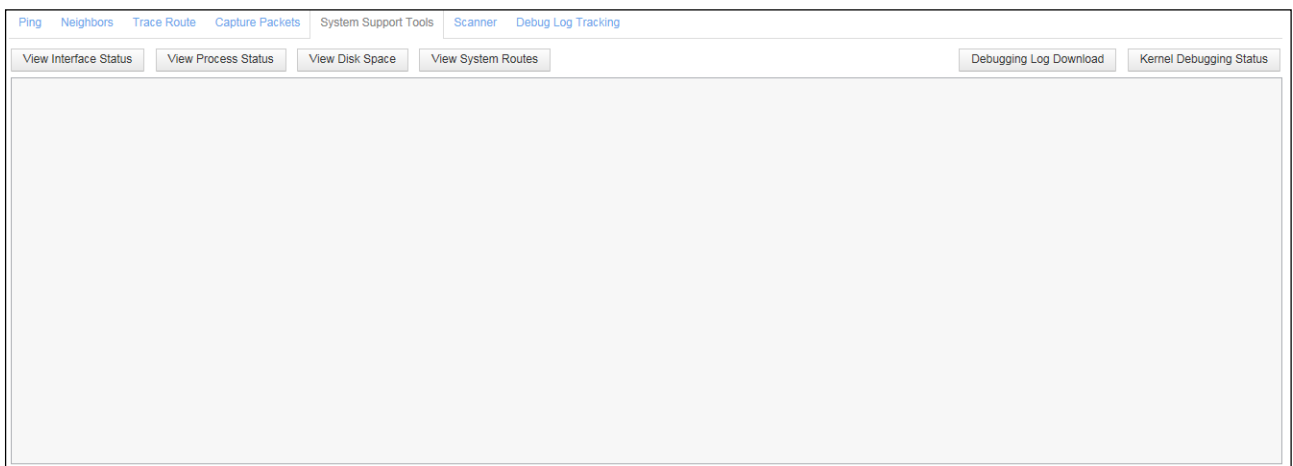 Ping Neighbors Trace Route Capture Packets System Support Tools Scanner Debug Log Tracking
View Interface Status View Process Status View Disk Space View System Routes Debugging Log Download Kernel Debugging Status